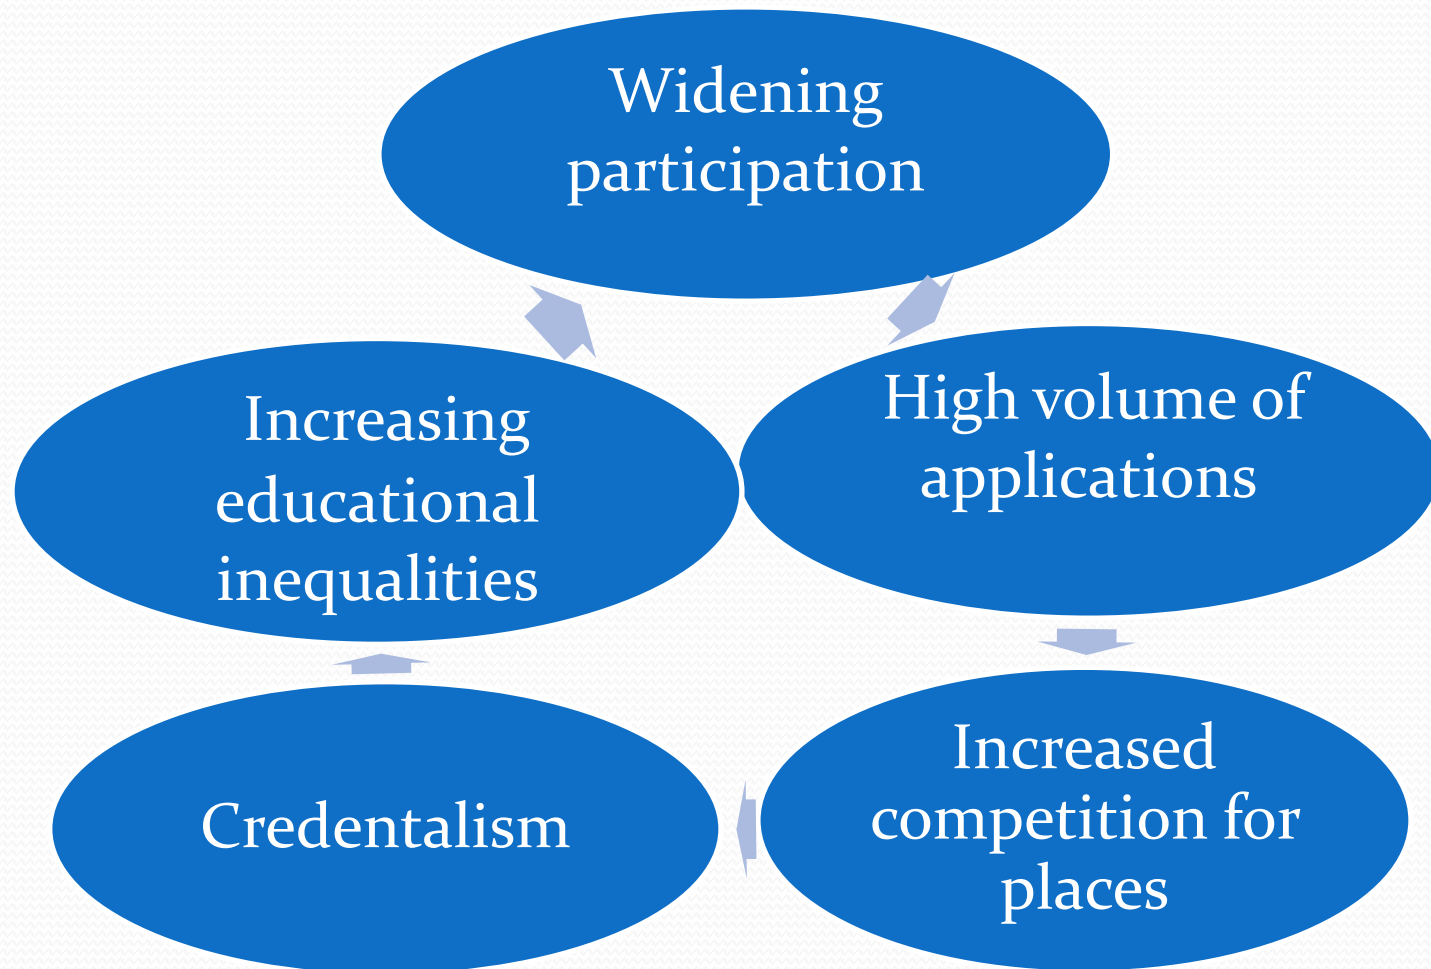 Widening
participation
High volume of
applications
Increased
competition for
places
Credentalism
Increasing
educational
inequalities